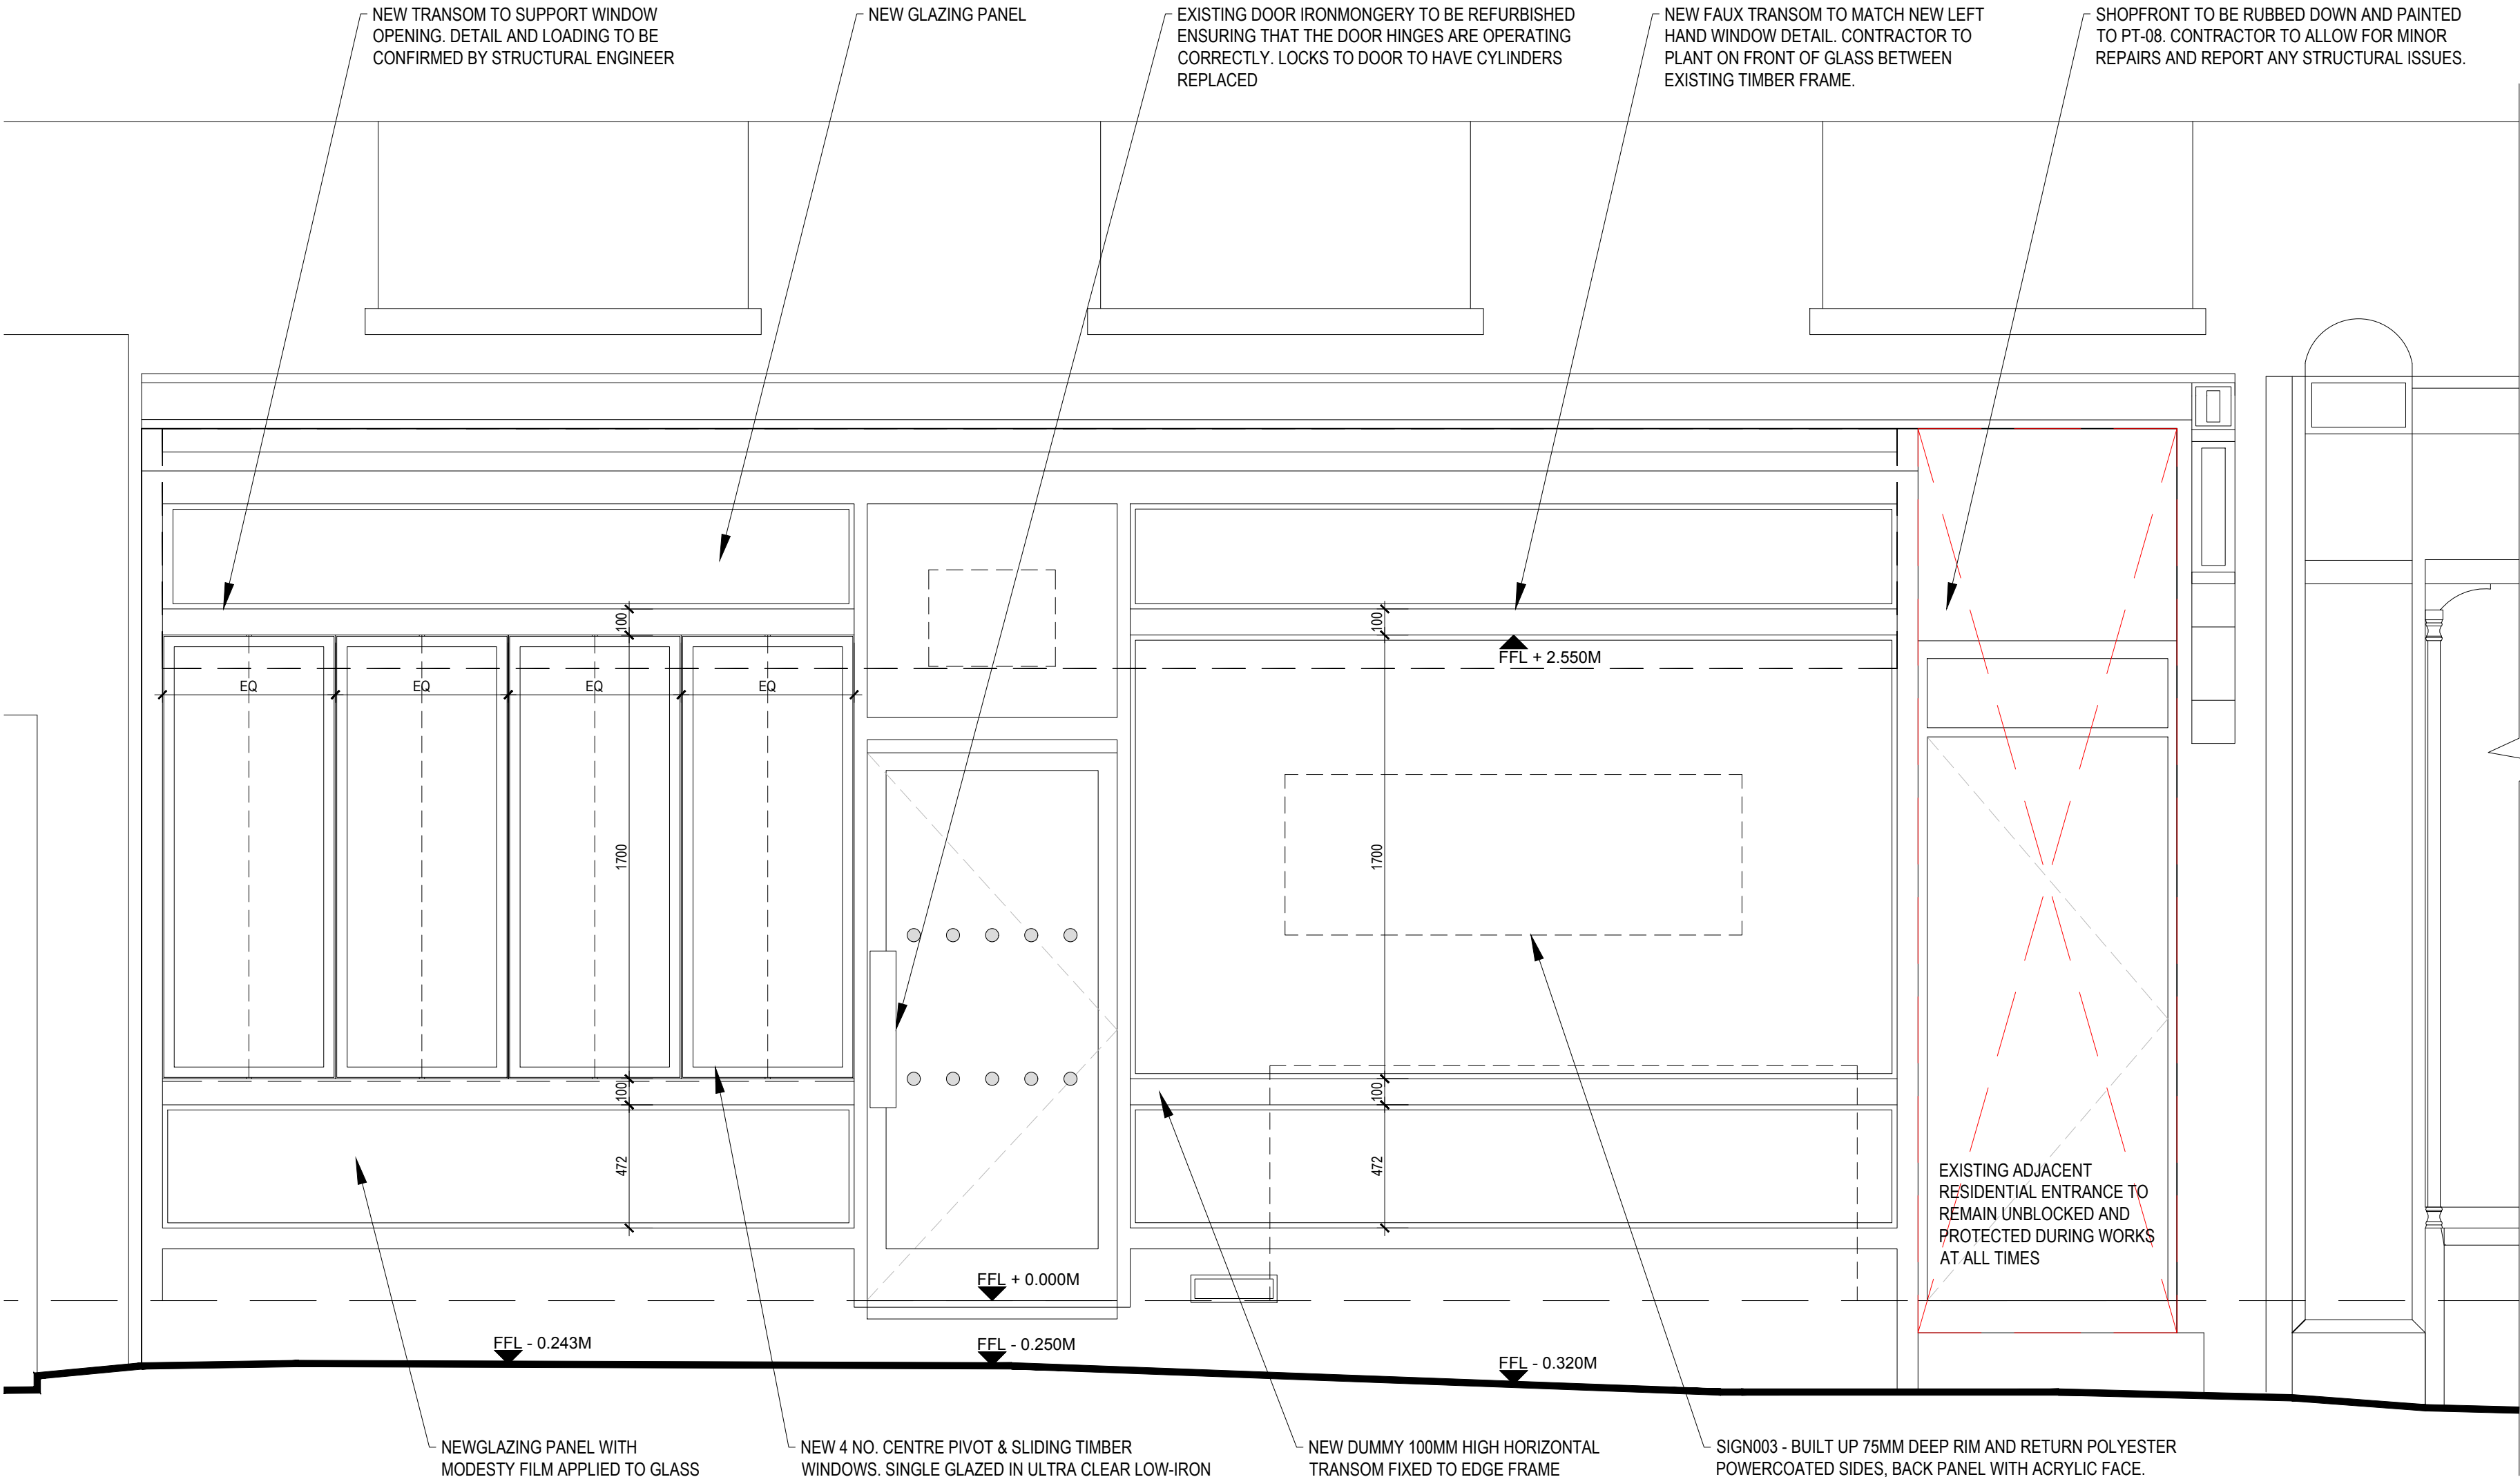 NEW TRANSOM TO SUPPORT WINDOW
OPENING. DETAIL AND LOADING TO BE
CONFIRMED BY STRUCTURAL ENGINEER
NEW GLAZING PANEL
EXISTING DOOR IRONMONGERY TO BE REFURBISHED
ENSURING THAT THE DOOR HINGES ARE OPERATING
CORRECTLY. LOCKS TO DOOR TO HAVE CYLINDERS
REPLACED
NEW FAUX TRANSOM TO MATCH NEW LEFT
HAND WINDOW DETAIL. CONTRACTOR TO
PLANT ON FRONT OF GLASS BETWEEN
EXISTING TIMBER FRAME.
SHOPFRONT TO BE RUBBED DOWN AND PAINTED
TO PT-08. CONTRACTOR TO ALLOW FOR MINOR
REPAIRS AND REPORT ANY STRUCTURAL ISSUES.
100
100
FFL + 2.550M
EQ
EQ
EQ
EQ
1700
1700
100
100
472
472
EXISTING ADJACENT
RESIDENTIAL ENTRANCE TO
REMAIN UNBLOCKED AND
PROTECTED DURING WORKS
AT ALL TIMES
FFL + 0.000M
FFL - 0.243M
FFL - 0.250M
FFL - 0.320M
NEWGLAZING PANEL WITH
MODESTY FILM APPLIED TO GLASS
NEW 4 NO. CENTRE PIVOT & SLIDING TIMBER
WINDOWS. SINGLE GLAZED IN ULTRA CLEAR LOW-IRON
NEW DUMMY 100MM HIGH HORIZONTAL
TRANSOM FIXED TO EDGE FRAME
SIGN003 - BUILT UP 75MM DEEP RIM AND RETURN POLYESTER
POWERCOATED SIDES, BACK PANEL WITH ACRYLIC FACE.